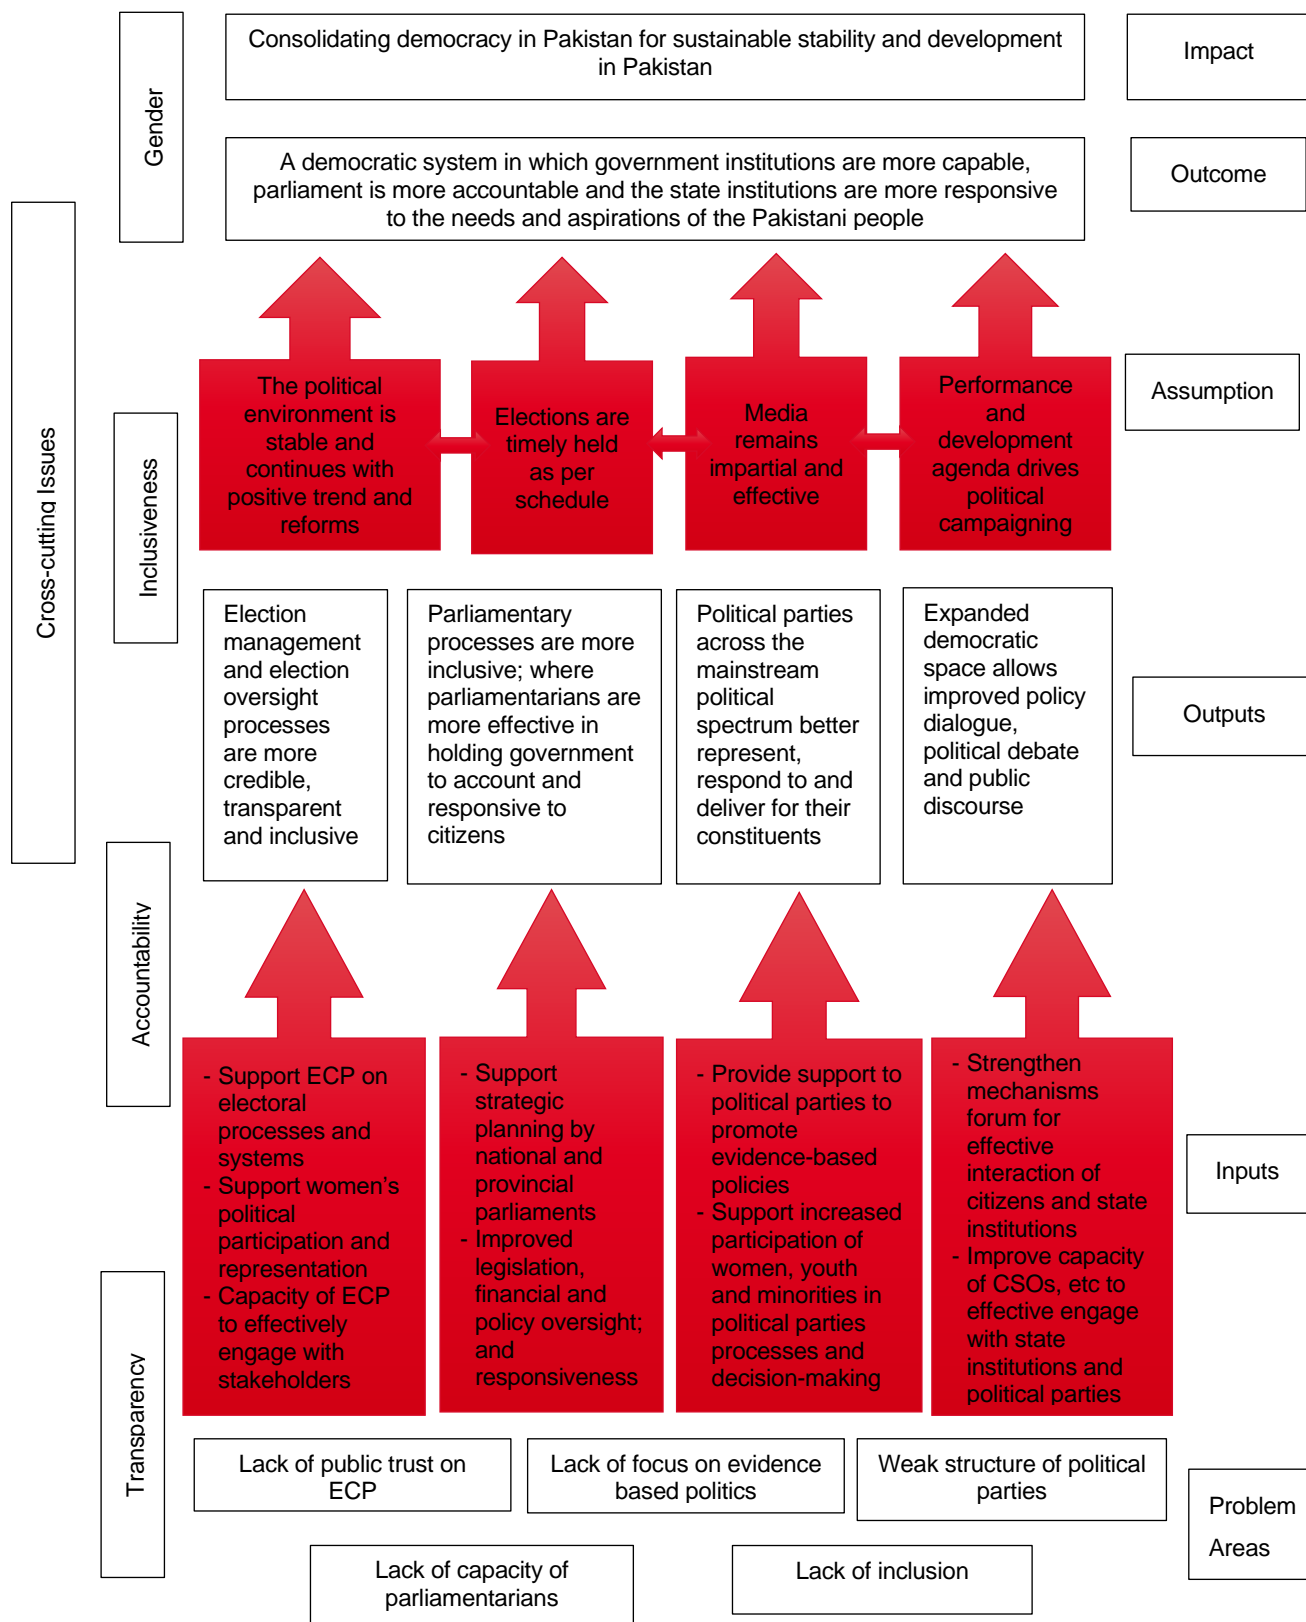 Consolidating democracy in Pakistan for sustainable stability and development
in Pakistan
Impact
Gender
A democratic system in which government institutions are more capable,
parliament is more accountable and the state institutions are more responsive
to the needs and aspirations of the Pakistani people
Outcome
Cross-cutting Issues
The political
environment is
stable and
continues with
positive trend and
reforms
Elections are
timely held
as per
schedule
Media
remains
impartial and
effective
Performance
and
development
agenda drives
political
campaigning
Assumption
Inclusiveness
Election
management
and election
oversight
processes
are more
credible,
transparent
and inclusive
Parliamentary
processes are more
inclusive; where
parliamentarians are
more effective in
holding government
to account and
responsive to
citizens
Political parties
across the
mainstream
political
spectrum better
represent,
respond to and
deliver for their
constituents
Expanded
democratic
space allows
improved policy
dialogue,
political debate
and public
discourse
Outputs
Accountability
- Support ECP on
electoral
processes and
systems
- Support women's
political
participation and
representation
- Capacity of ECP
to effectively
engage with
stakeholders
- Support
strategic
planning by
national and
provincial
parliaments
- Improved
legislation,
financial and
policy oversight;
and
responsiveness
- Provide support to
political parties to
promote
evidence-based
policies
- Support increased
participation of
women, youth
and minorities in
political parties
processes and
decision-making
- Strengthen
mechanisms
forum for
effective
interaction of
citizens and state
institutions
- Improve capacity
of CSOs, etc to
effective engage
with state
institutions and
political parties
Inputs
Transparency
Lack of public trust on
ECP
Lack of focus on evidence
based politics
Weak structure of political
parties
Problem
Areas
Lack of capacity of
parliamentarians
Lack of inclusion